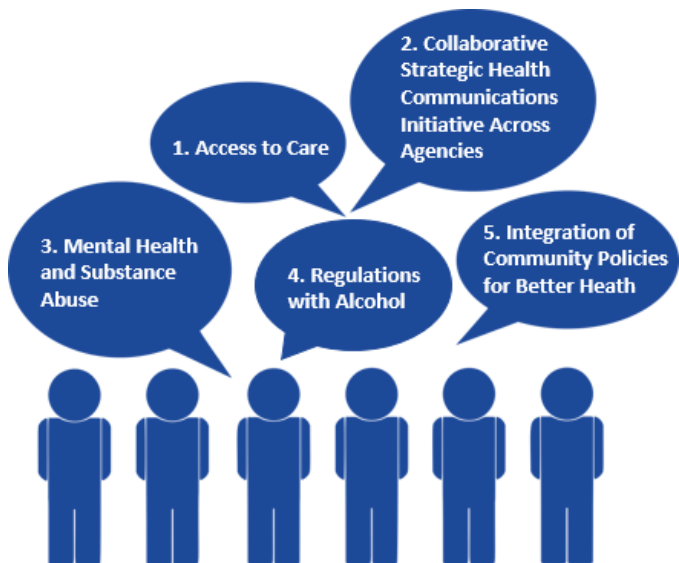 1. Access to Care
2. Collaborative
Strategic Health
Communications
Initiative Across
Agencies
3. Mental Health
and Substance
Abuse
4. Regulations
with Alcohol
5. Integration of
Community Policies
for Better Heath